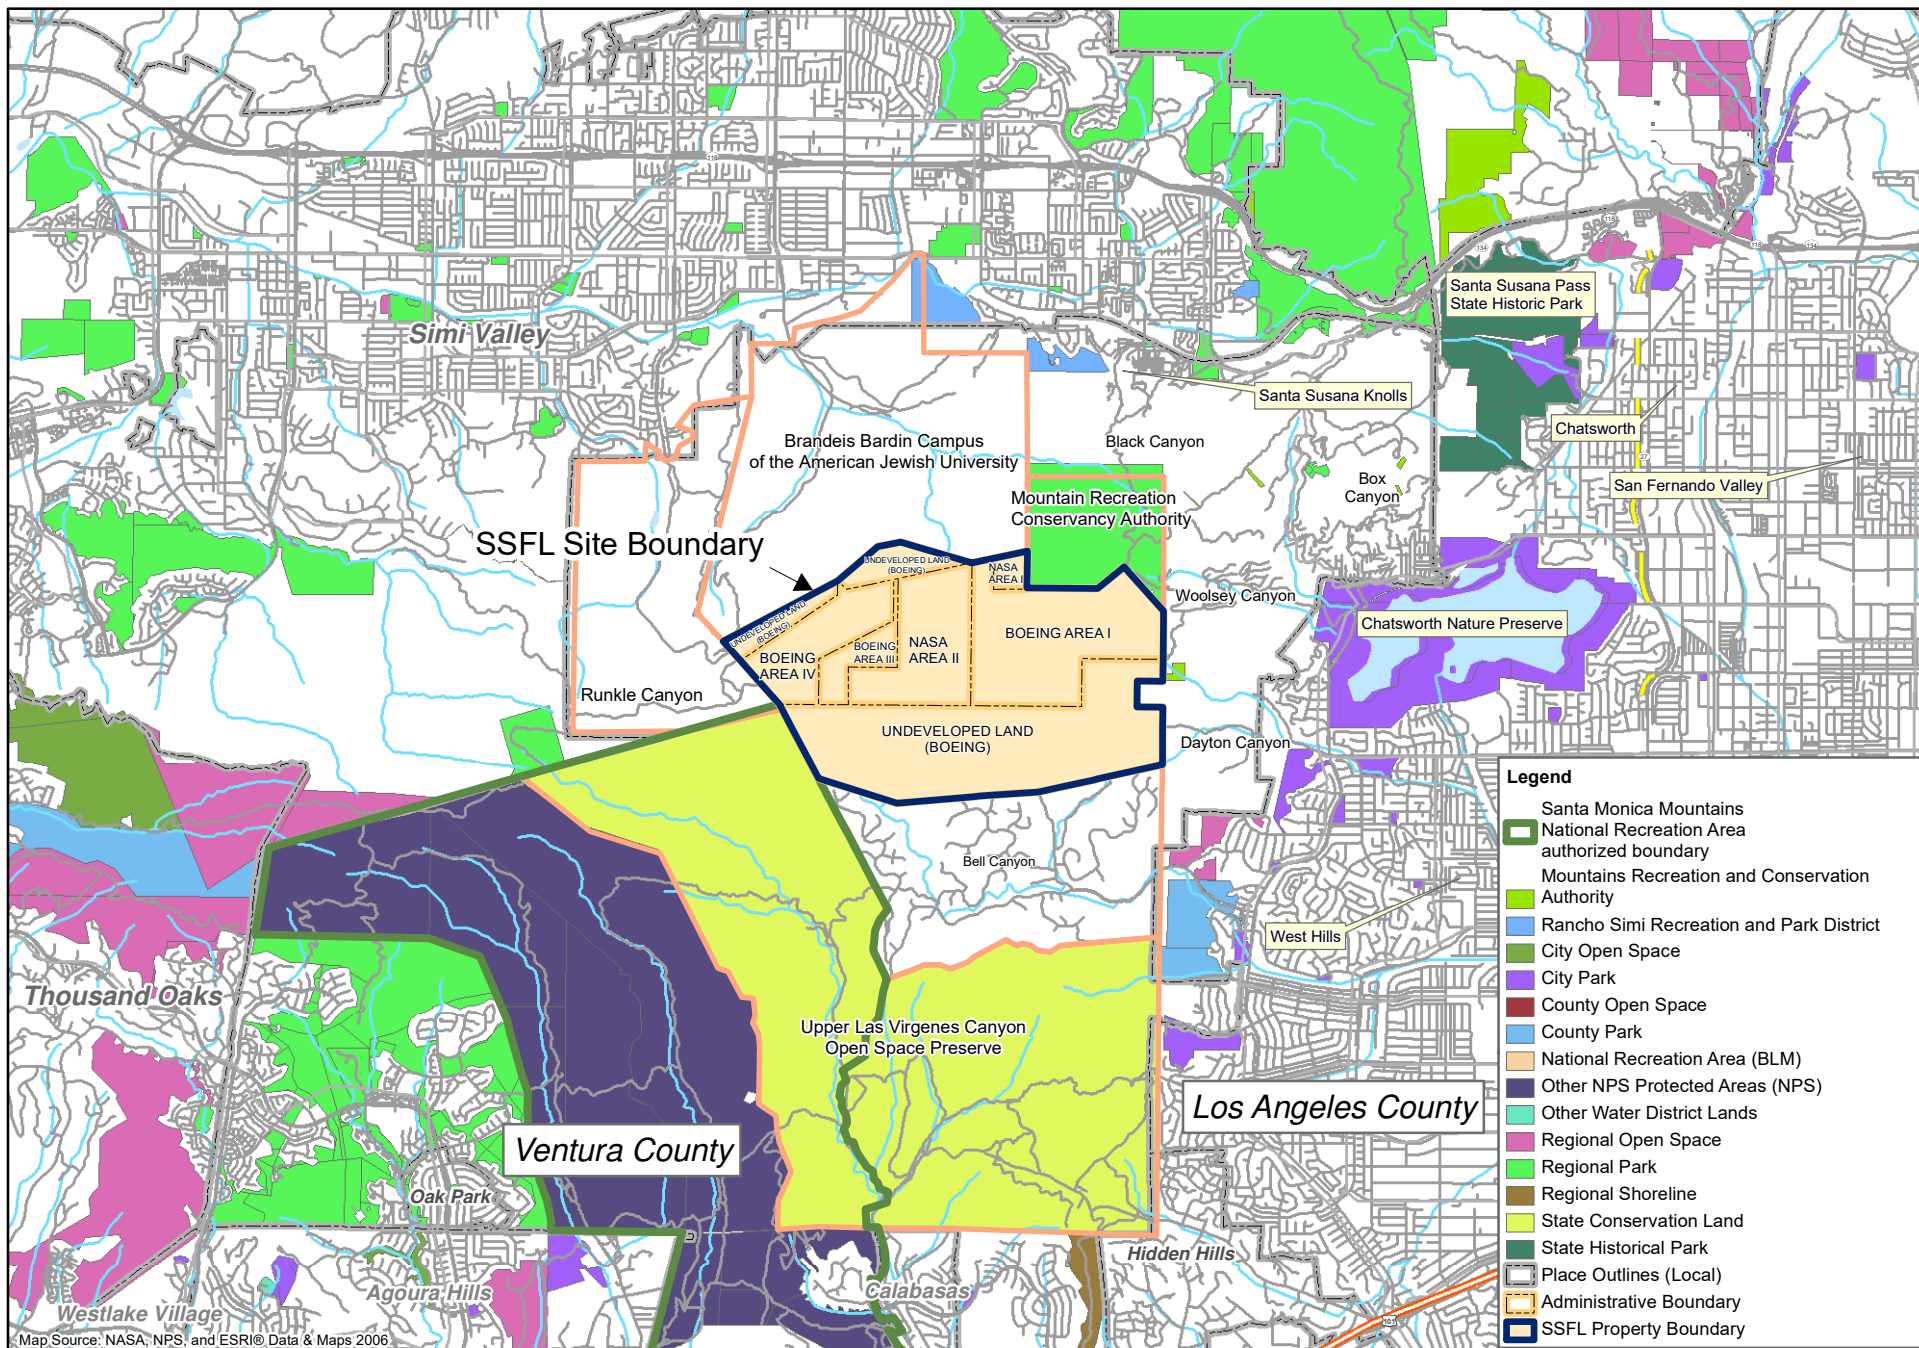 118
118
118
134
134
Santa Susana Pass
State Historic Park
Simi Valley
Santa Susana Knolls
Chatsworth
27
San Fernando Valley
Brandeis Bardin Campus
of the American Jewish University
Black Canyon
Box
Canyon
Mountain Recreation
Conservancy Authority
SSFL Site Boundary
UNDEVELOPED LAND
(BOEING)
NASA
AREA I
Woolsey Canyon
UNDEVELOPED LAND
(BOEING)
BOEING AREA I
Chatsworth Nature Preserve
BOEING
AREA IV
BOEING
AREA III
NASA
AREA II
Runkle Canyon
UNDEVELOPED LAND
(BOEING)
Dayton Canyon
Bell Canyon
West Hills
Thousand Oaks
Upper Las Virgenes Canyon
Open Space Preserve
Los Angeles County
Ventura County
Oak Park
Hidden Hills
Agoura Hills
Calabasas
Westlake Village
101
Map Source: NASA, NPS, and ESRI® Data & Maps 2006
Legend
Santa Monica Mountains
National Recreation Area
authorized boundary
Mountains Recreation and Conservation
Authority
Rancho Simi Recreation and Park District
City Open Space
City Park
County Open Space
County Park
National Recreation Area (BLM)
Other NPS Protected Areas (NPS)
Other Water District Lands
Regional Open Space
Regional Park
Regional Shoreline
State Conservation Land
State Historical Park
Place Outlines (Local)
Administrative Boundary
SSFL Property Boundary